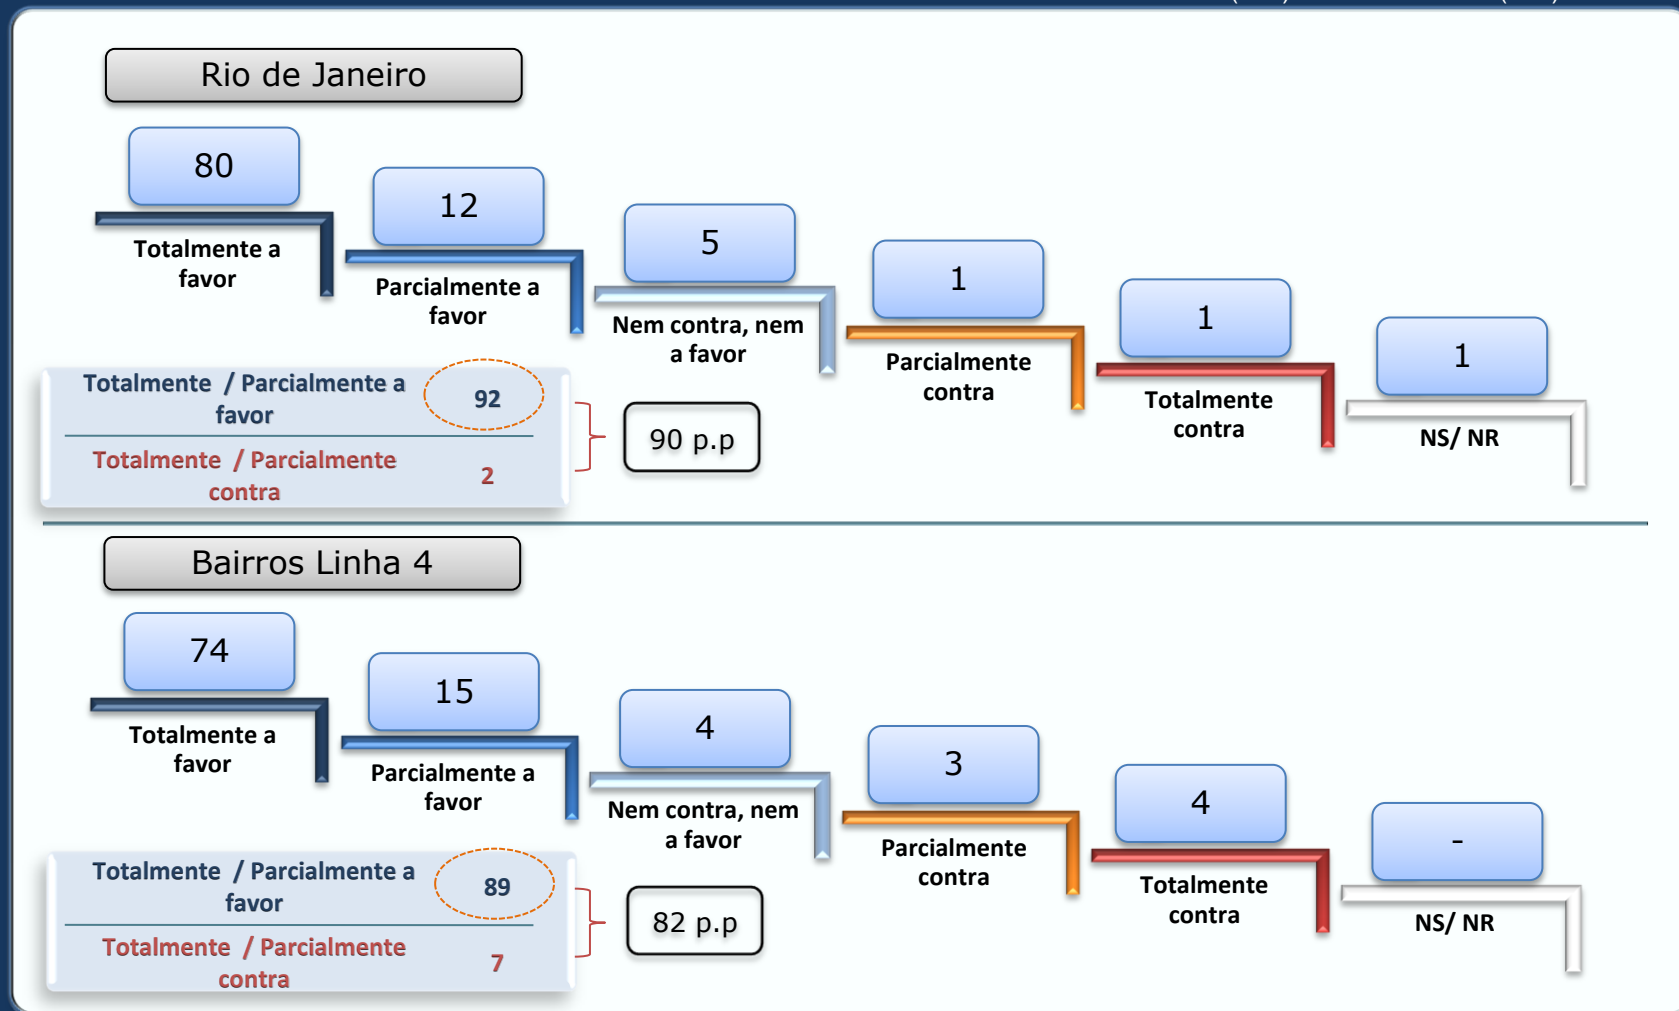 Rio de Janeiro
80
Totalmente a
favor
12
Parcialmente a
favor
5
Nem contra, nem
a favor
1
Parcialmente
contra
1
Totalmente
contra
1
NS/ NR
Totalmente / Parcialmente a
favor
92
Totalmente / Parcialmente
contra
2
90 p.p
Bairros Linha 4
74
Totalmente a
favor
15
Parcialmente a
favor
4
Nem contra, nem
a favor
3
Parcialmente
contra
4
Totalmente
contra
-
NS/ NR
Totalmente / Parcialmente a
favor
89
Totalmente / Parcialmente
contra
7
82 p.p